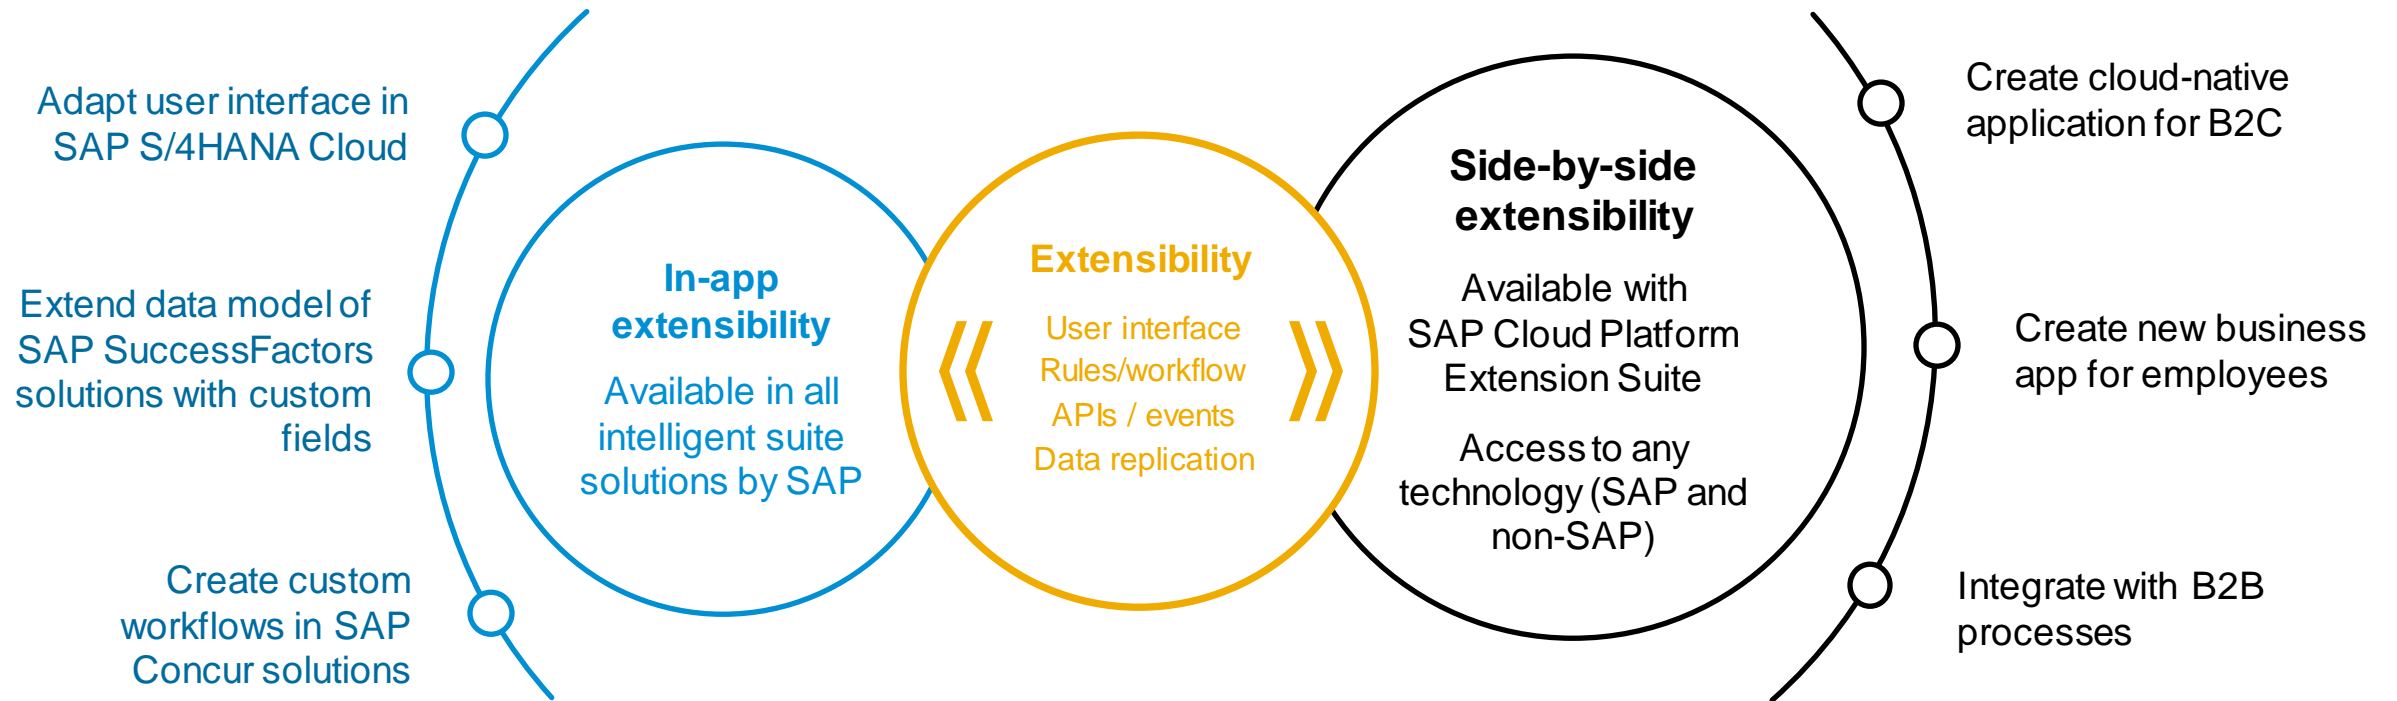 Adapt user interface in
SAP S/4HANA Cloud
Extend data model of
SAP SuccessFactors
solutions with custom
fields
Create custom
workflows in SAP
Concur solutions
In-app
extensibility
Available in all
intelligent suite
solutions by SAP
Extensibility
User interface
Rules/workflow
APIs / events
Data replication
Side-by-side
extensibility
Available with
SAP Cloud Platform
Extension Suite
Access to any
technology (SAP and
non-SAP)
Create cloud-native
application for B2C
Create new business
app for employees
Integrate with B2B
processes